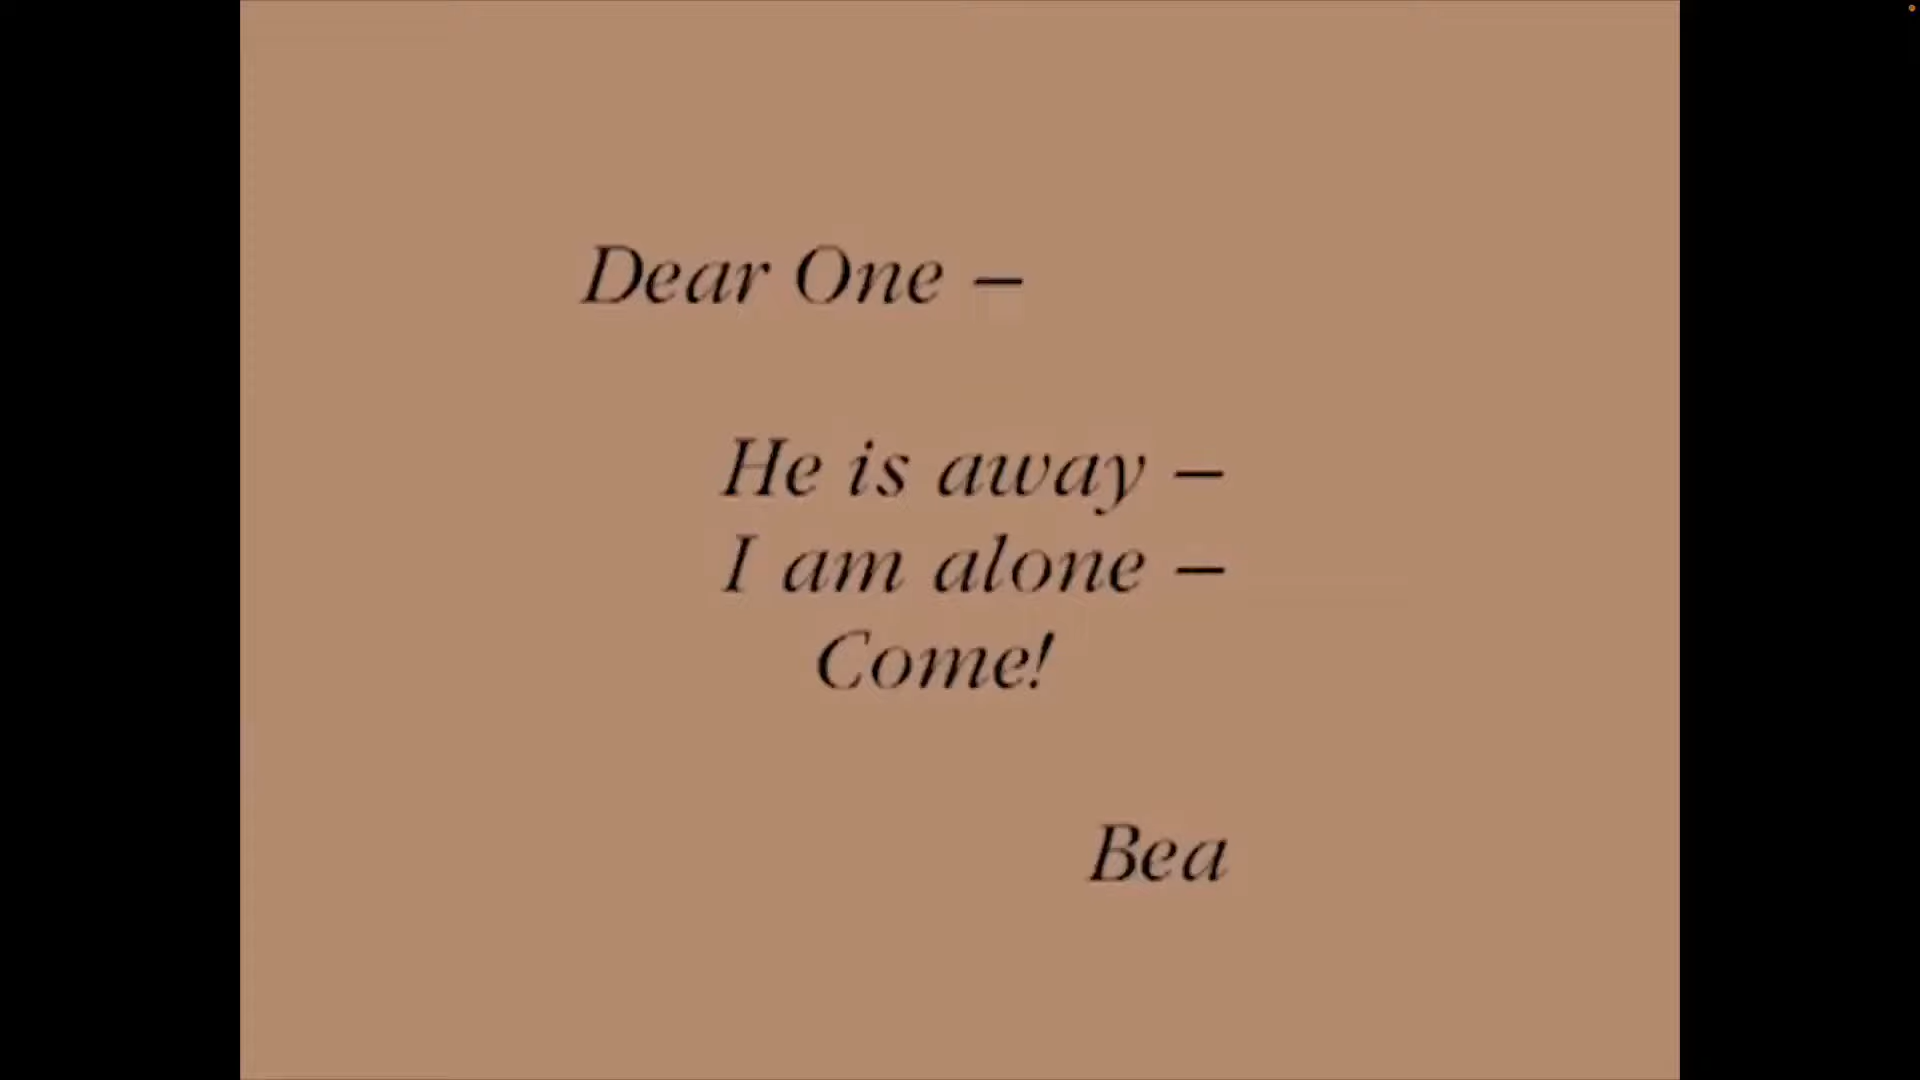 Dear One –
He is away –
I am alone –
Come!
Bea